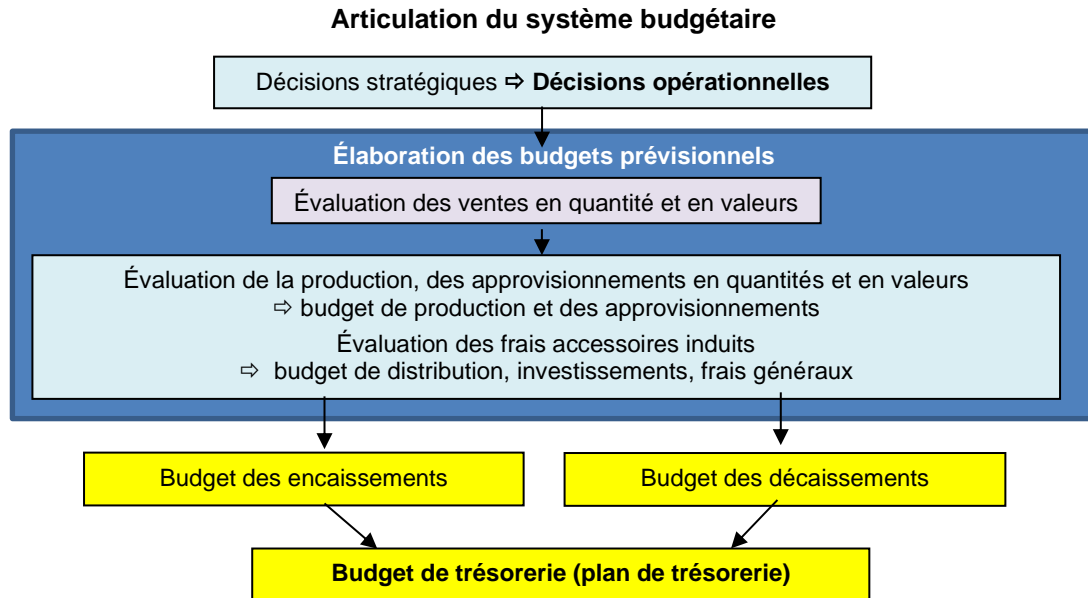 Articulation du système budgétaire
Décisions stratégiques ⇨ Décisions opérationnelles
Élaboration des budgets prévisionnels
Évaluation des ventes en quantité et en valeurs
Évaluation de la production, des approvisionnements en quantités et en valeurs
⇨ budget de production et des approvisionnements
Évaluation des frais accessoires induits
⇨ budget de distribution, investissements, frais généraux
Budget des encaissements
Budget des décaissements
Budget de trésorerie (plan de trésorerie)